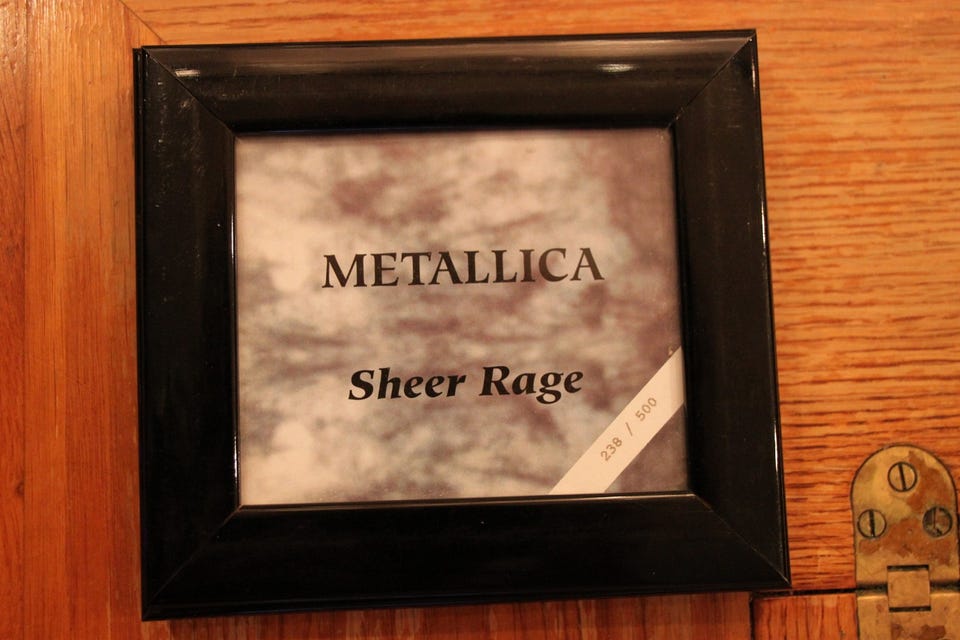 METALLICA
Sheer Rage
238 / 500